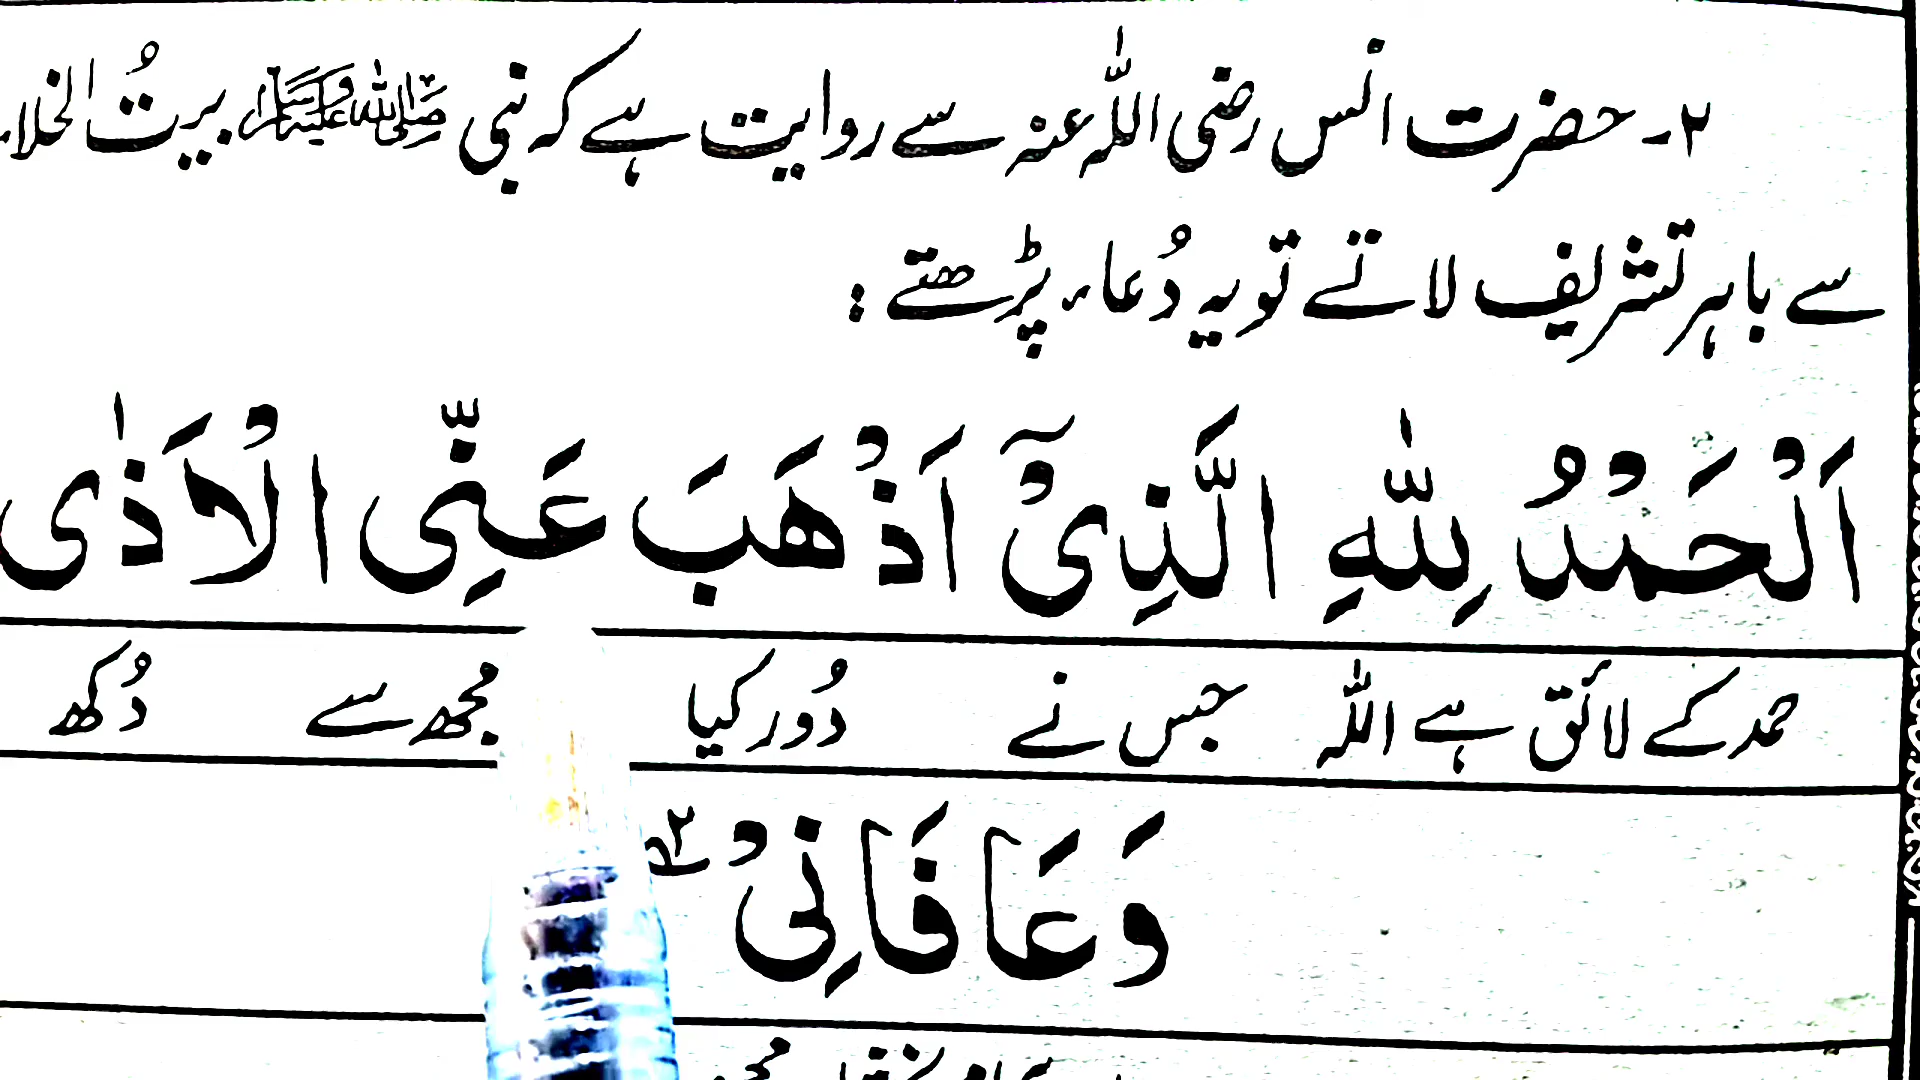 ۲۔ حضرت انس رضی اللہ عنہ سے روایت ہے کہ نبی ﷺ بیتُ الخلاء
سے باہر تشریف لاتے تو یہ دُعاء پڑھتے :
اَلْحَمْدُ لِلّٰهِ الَّذِیْۤ اَذْهَبَ عَنِّی الْاَذٰی
حمد کے لائق ہے اللہ جس نے دُور کیا مجھ سے دُکھ
وَعَافَانِیْ ۲؎